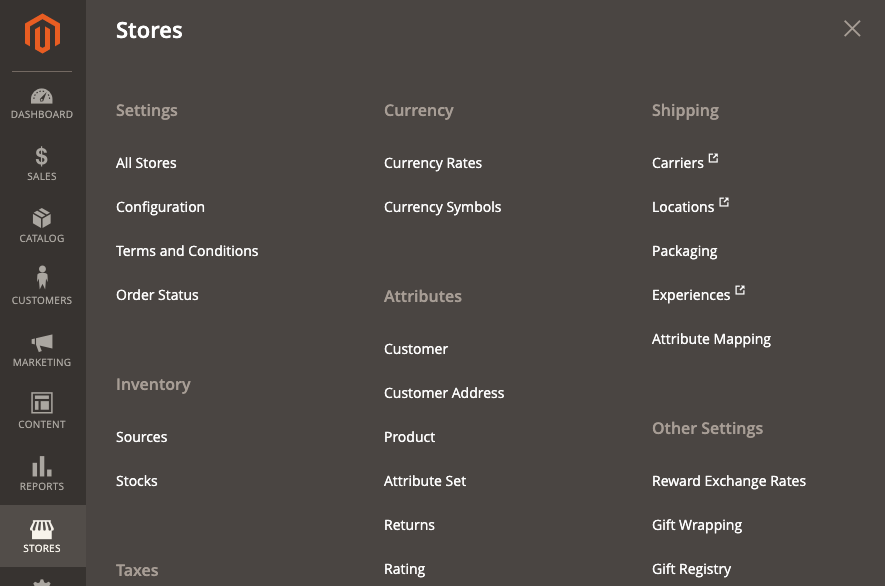 Stores
DASHBOARD
SALES
CATALOG
CUSTOMERS
MARKETING
CONTENT
REPORTS
STORES
Settings
All Stores
Configuration
Terms and Conditions
Order Status
Inventory
Sources
Stocks
Taxes
Currency
Currency Rates
Currency Symbols
Attributes
Customer
Customer Address
Product
Attribute Set
Returns
Rating
Shipping
Carriers
Locations
Packaging
Experiences
Attribute Mapping
Other Settings
Reward Exchange Rates
Gift Wrapping
Gift Registry